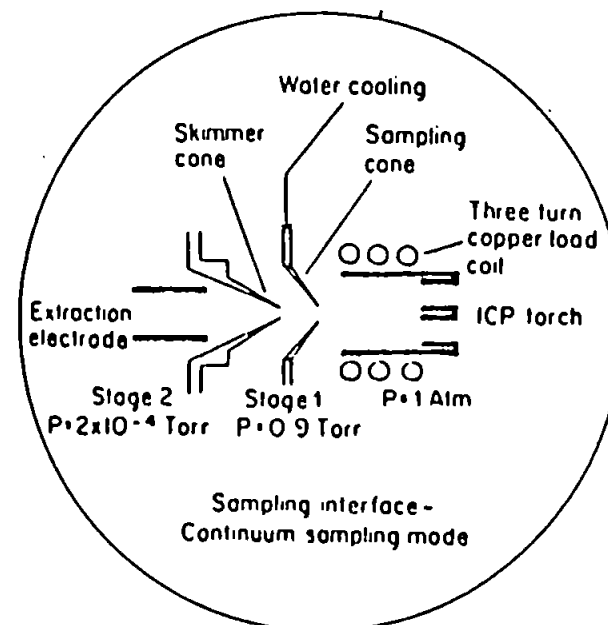 Water cooling
Skimmer
cone
Sampling
cone
Three turn
copper load
coil
Extraction
electrode
ICP torch
Stage 2
P=2x10-4 Torr
Stage 1
P=0 9 Torr
P=1 Atm
Sampling interface-
Continuum sampling mode